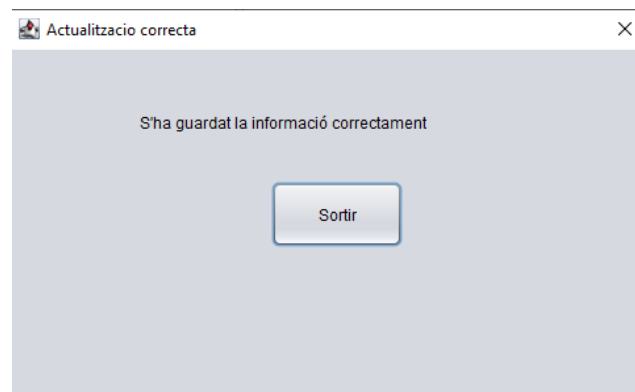 Actualitzacio correcta
S'ha guardat la informació correctament
Sortir